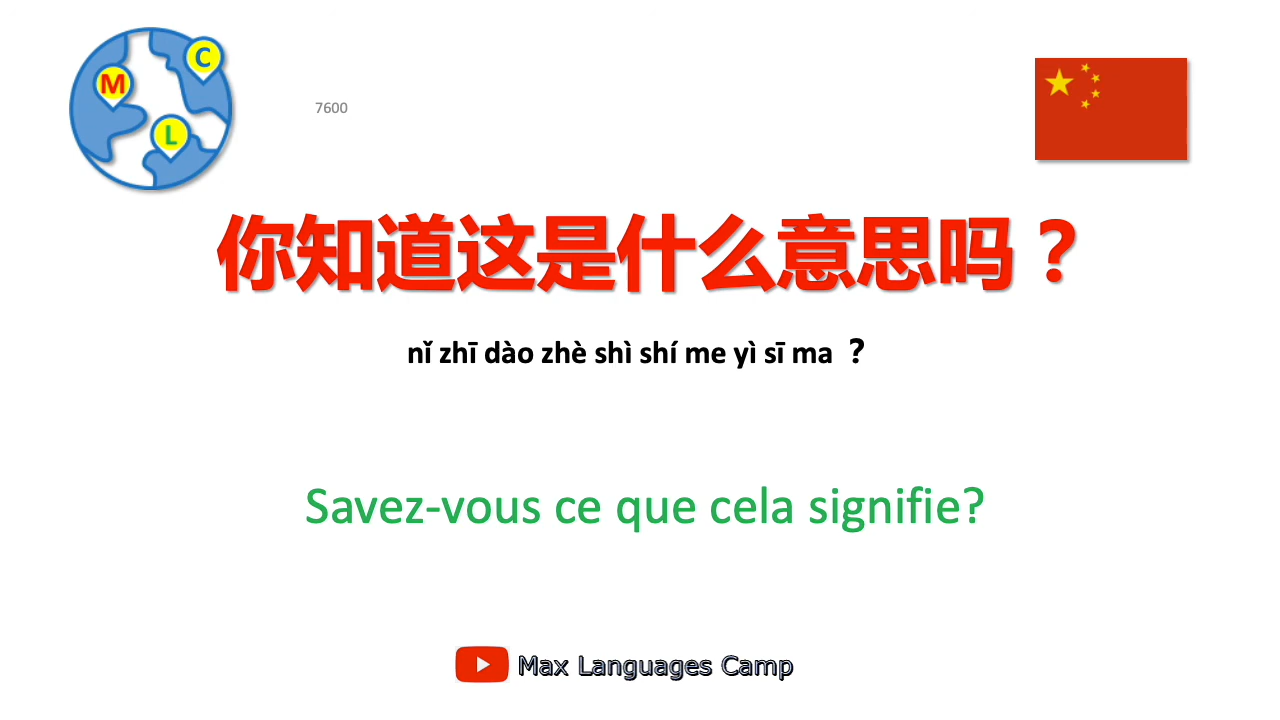 M
C
L
7600
你知道这是什么意思吗？
nǐ zhī dào zhè shì shí me yì sī ma ？
Savez-vous ce que cela signifie?
Max Languages Camp